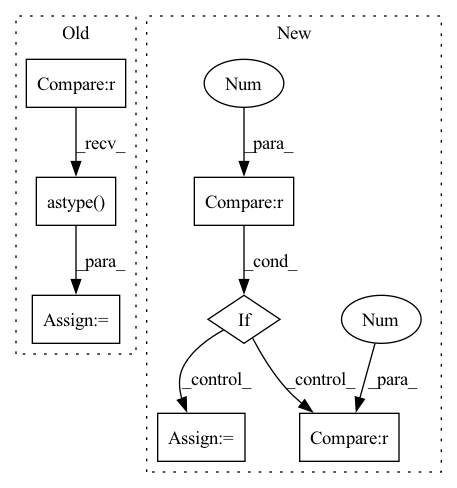 Old
New
Compare:r
Num
_recv_
_para_
astype()
Compare:r
_para_
_cond_
Assign:=
If
Num
_control_
_control_
_para_
Assign:=
Compare:r